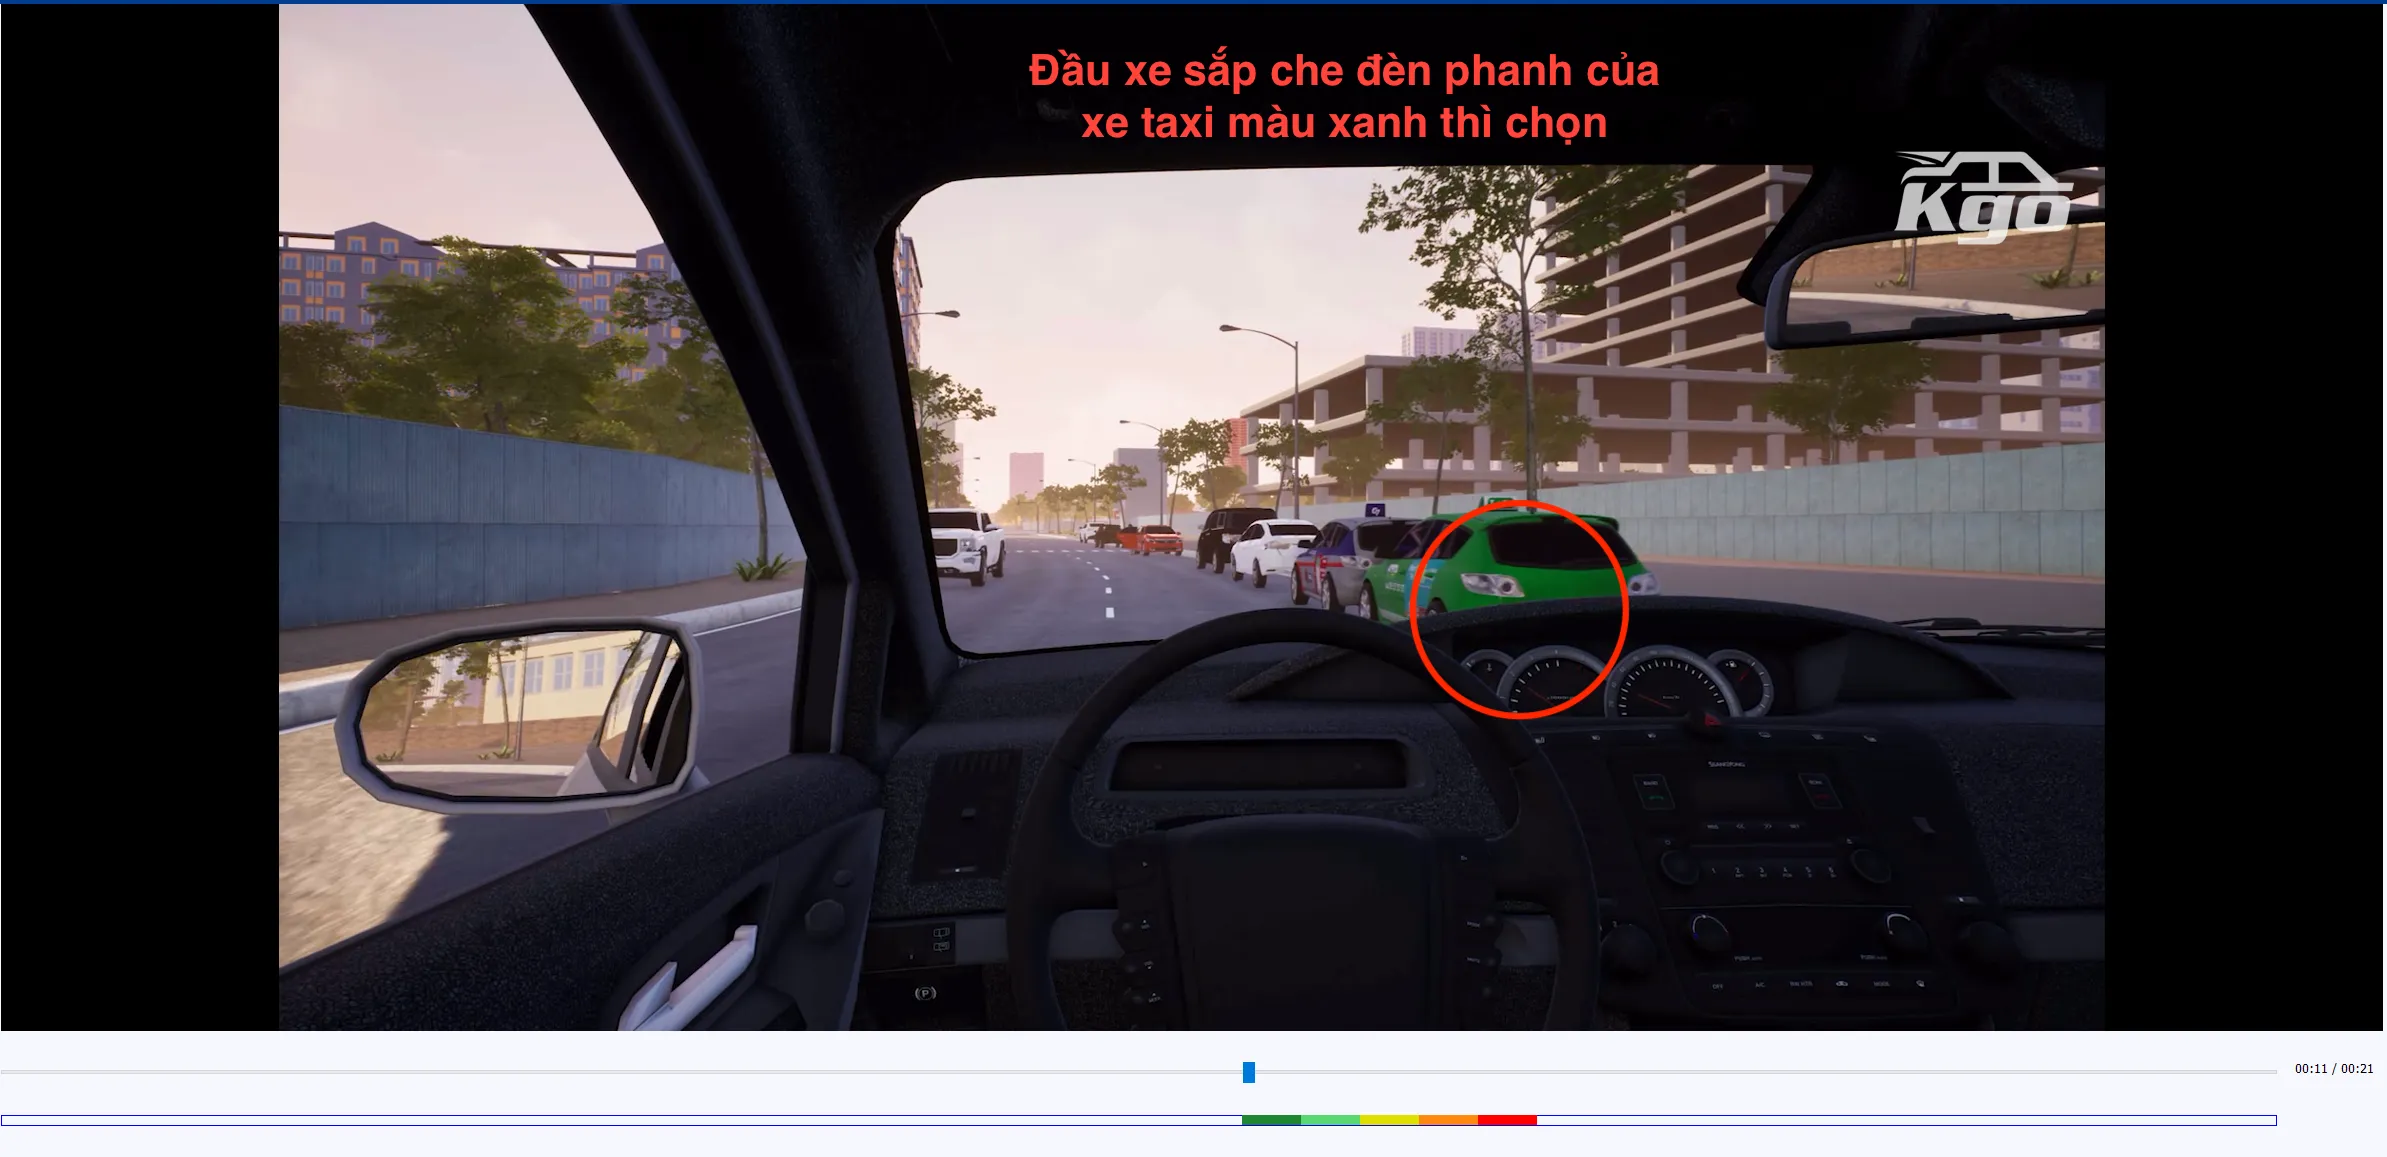 Đầu xe sắp che đèn phanh của
xe taxi màu xanh thì chọn
Kgo
00:11 / 00:21